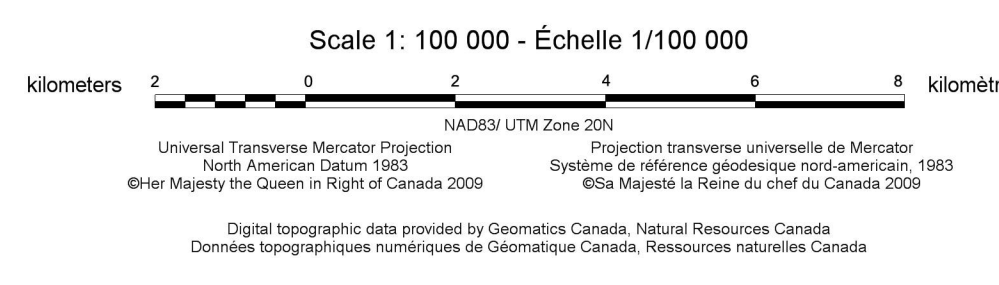 Scale 1: 100 000 - Échelle 1/100 000
kilometers 2 0 2 4 6 8 kilomèt
NAD83/ UTM Zone 20N
Universal Transverse Mercator Projection
North American Datum 1983
©Her Majesty the Queen in Right of Canada 2009
Projection transverse universelle de Mercator
Système de référence géodesique nord-americain, 1983
©Sa Majesté la Reine du chef du Canada 2009
Digital topographic data provided by Geomatics Canada, Natural Resources Canada
Données topographiques numériques de Géomatique Canada, Ressources naturelles Canada